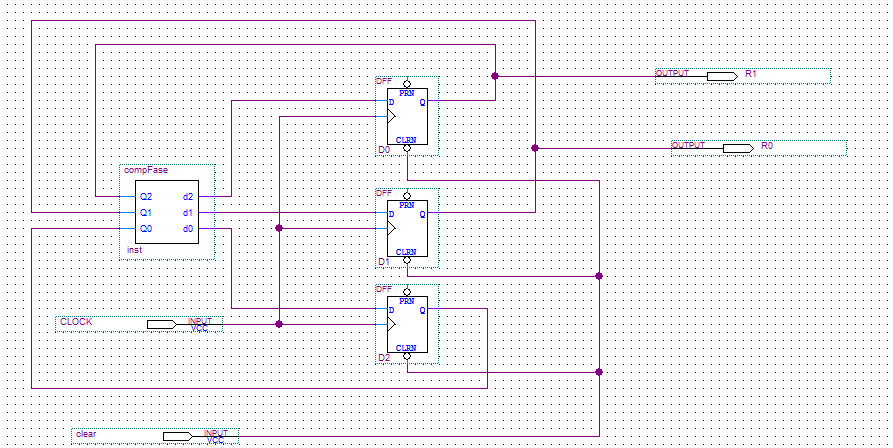 OUTPUT R1
DFF
PRN
D Q
CLRN
D0
OUTPUT R0
compFase
Q2 d2
Q1 d1
Q0 d0
inst
DFF
PRN
D Q
CLRN
D1
DFF
PRN
D Q
CLRN
D2
CLOCK INPUT
VCC
clear INPUT
VCC